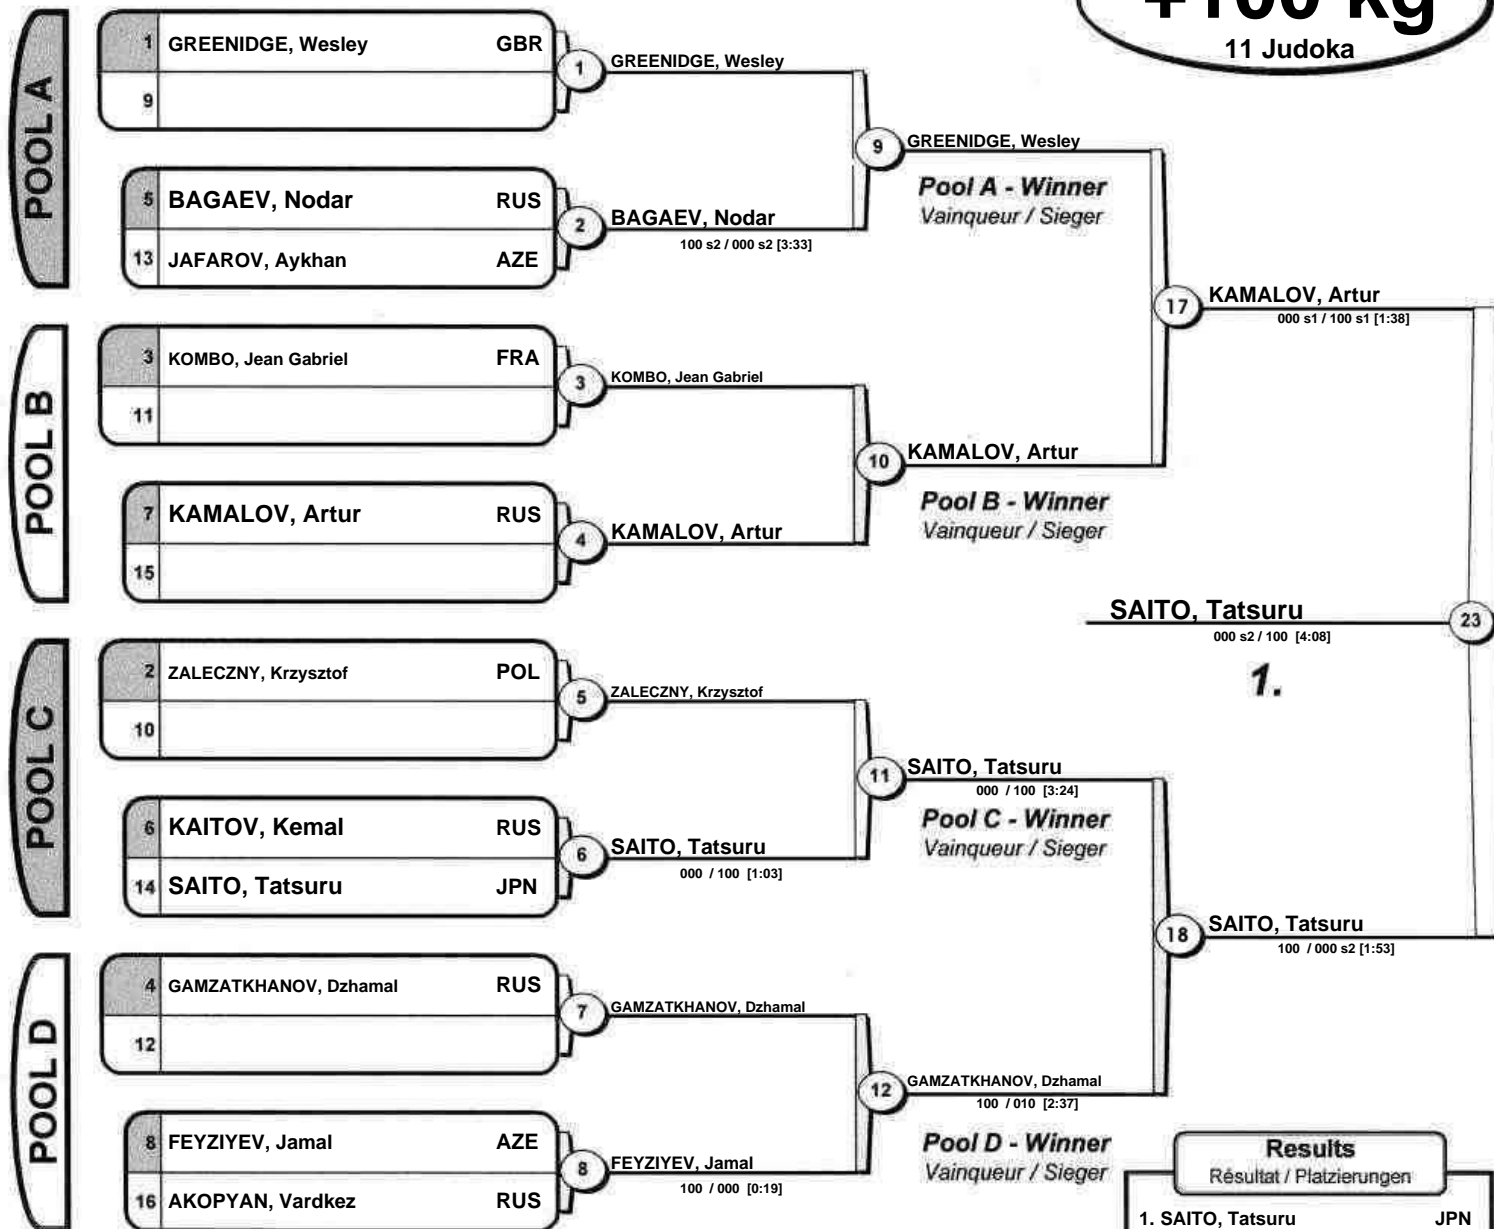 +100 kg
11 Judoka
POOL A
1 GREENIDGE, Wesley GBR
9
1 GREENIDGE, Wesley
5 BAGAEV, Nodar RUS
13 JAFAROV, Aykhan AZE
2 BAGAEV, Nodar
100 s2 / 000 s2 [3:33]
9 GREENIDGE, Wesley
Pool A - Winner
Vainqueur / Sieger
POOL B
3 KOMBO, Jean Gabriel FRA
11
3 KOMBO, Jean Gabriel
7 KAMALOV, Artur RUS
15
4 KAMALOV, Artur
10 KAMALOV, Artur
Pool B - Winner
Vainqueur / Sieger
17 KAMALOV, Artur
000 s1 / 100 s1 [1:38]
SAITO, Tatsuru 23
000 s2 / 100 [4:08]
1.
POOL C
2 ZALECZNY, Krzysztof POL
10
5 ZALECZNY, Krzysztof
6 KAITOV, Kemal RUS
14 SAITO, Tatsuru JPN
6 SAITO, Tatsuru
000 / 100 [1:03]
11 SAITO, Tatsuru
000 / 100 [3:24]
Pool C - Winner
Vainqueur / Sieger
18 SAITO, Tatsuru
100 / 000 s2 [1:53]
POOL D
4 GAMZATKHANOV, Dzhamal RUS
12
7 GAMZATKHANOV, Dzhamal
8 FEYZIYEV, Jamal AZE
16 AKOPYAN, Vardkez RUS
8 FEYZIYEV, Jamal
100 / 000 [0:19]
12 GAMZATKHANOV, Dzhamal
100 / 010 [2:37]
Pool D - Winner
Vainqueur / Sieger
Results
Résultat / Platzierungen
1. SAITO, Tatsuru JPN